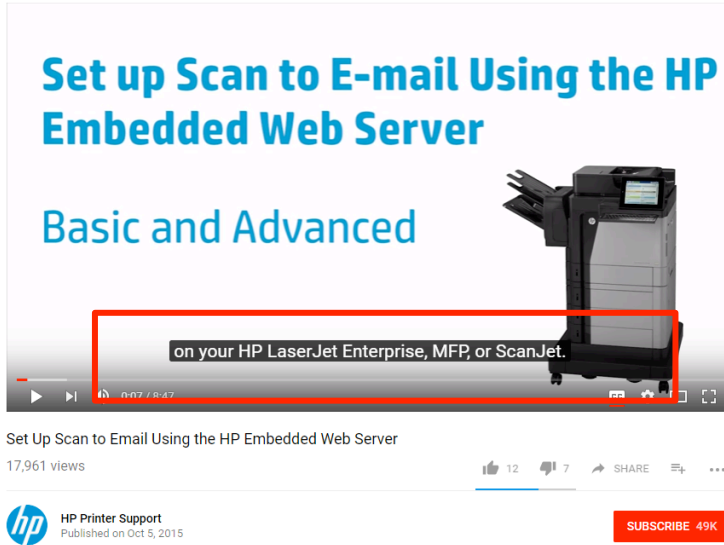 Set up Scan to E-mail Using the HP
Embedded Web Server
Basic and Advanced
on your HP LaserJet Enterprise, MFP, or ScanJet.
0:07 / 8:47
CC
Set Up Scan to Email Using the HP Embedded Web Server
17,961 views
12
7
SHARE
hp
HP Printer Support
Published on Oct 5, 2015
SUBSCRIBE 49K